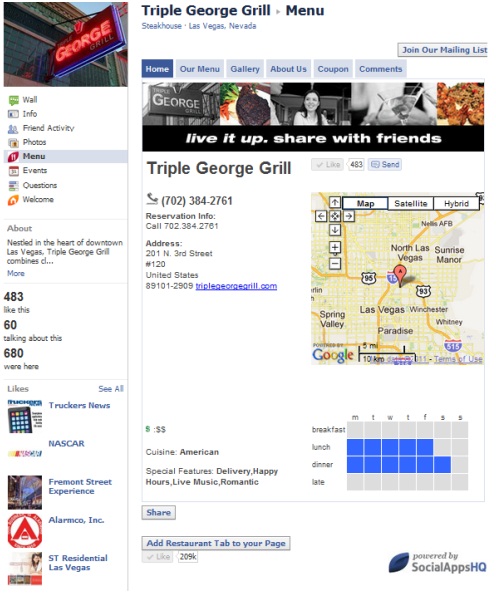 GEORGE
GRILL
Wall
Info
Friend Activity
Photos
Menu
Events
Questions
Welcome
About
Nestled in the heart of downtown
Las Vegas, Triple George Grill
combines cl...
More
483
like this
60
talking about this
680
were here
Likes
See All
Truckers News
NASCAR
Fremont Street
Experience
Alarmco, Inc.
ST Residential
Las Vegas
Triple George Grill ▸ Menu
Steakhouse · Las Vegas, Nevada
Join Our Mailing List
Home
Our Menu
Gallery
About Us
Coupon
Comments
TRIPLE
GEORGE
GRILL
live it up. share with friends
Triple George Grill
Like
483
Send
(702) 384-2761
Reservation Info:
Call 702.384.2761
Address:
201 N. 3rd Street
#120
United States
89101-2909 triplegeorgegrill.com
Map
Satellite
Hybrid
Nellis AFB
North Las
Vegas
Sunrise
Manor
95
15
A
93
Las Vegas
Winchester
Spring
Valley
Whitney
Paradise
515
POWERED BY
Google
5 mi
10 km
Terms of Use
$ :$$
Cuisine: American
Special Features: Delivery,Happy
Hours,Live Music,Romantic
m t w t f s s
breakfast
lunch
dinner
late
Share
Add Restaurant Tab to your Page
Like
209k
powered by
SocialAppsHQ